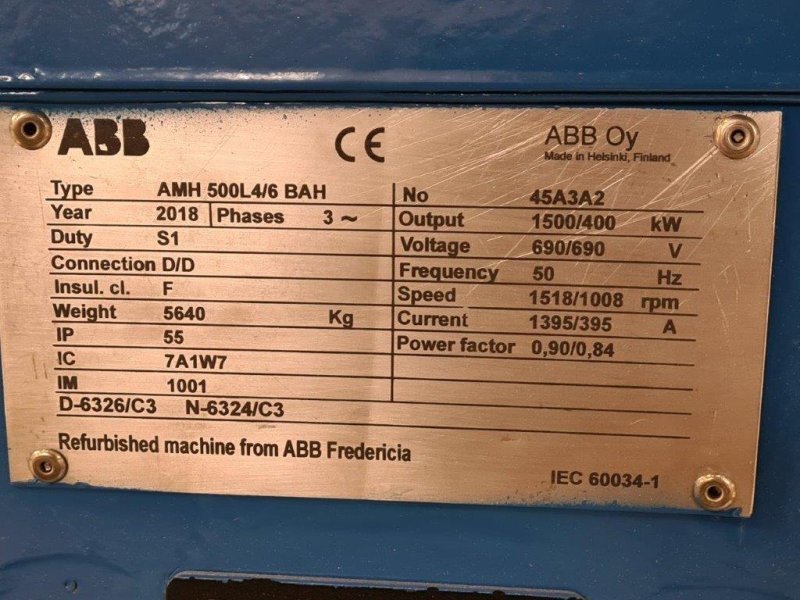 ABB
CE
ABB Oy
Made in Helsinki, Finland
Type AMH 500L4/6 BAH
Year 2018 Phases 3 ~
Duty S1
Connection D/D
Insul. cl. F
Weight 5640 Kg
IP 55
IC 7A1W7
IM 1001
D-6326/C3 N-6324/C3
No 45A3A2
Output 1500/400 kW
Voltage 690/690 V
Frequency 50 Hz
Speed 1518/1008 rpm
Current 1395/395 A
Power factor 0,90/0,84
Refurbished machine from ABB Fredericia
IEC 60034-1